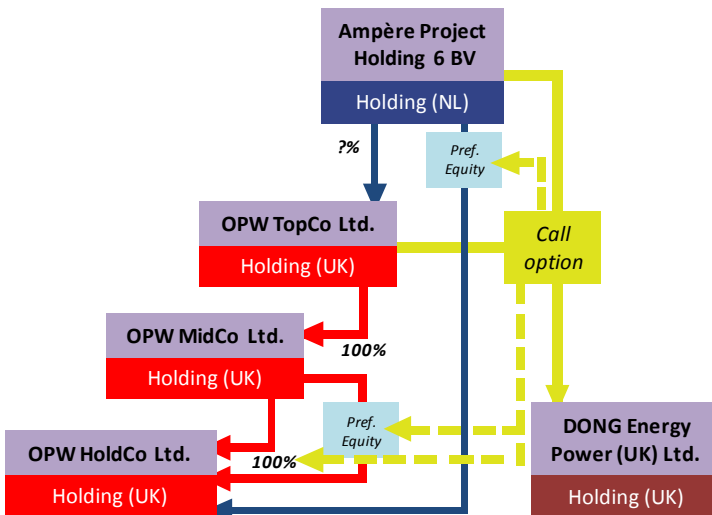 Ampère Project
Holding 6 BV
Holding (NL)
?%
Pref.
Equity
OPW TopCo Ltd.
Holding (UK)
Call
option
OPW MidCo Ltd.
Holding (UK)
100%
Pref.
Equity
OPW HoldCo Ltd.
Holding (UK)
100%
DONG Energy
Power (UK) Ltd.
Holding (UK)